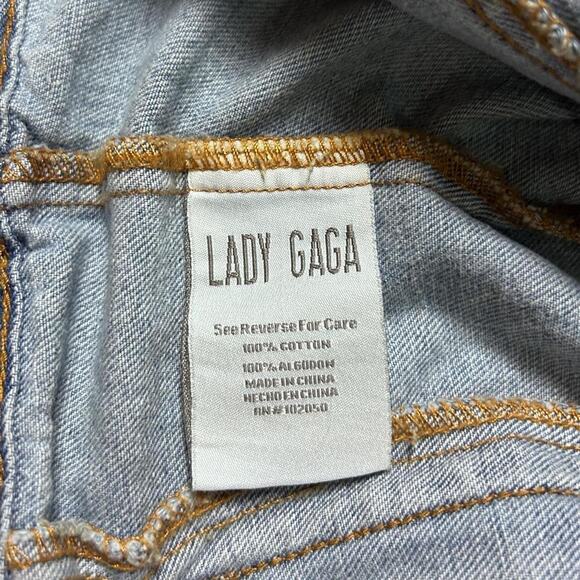 LADY GAGA
See Reverse For Care
100% COTTON
100% ALGODON
MADE IN CHINA
HECHO EN CHINA
RN#102050